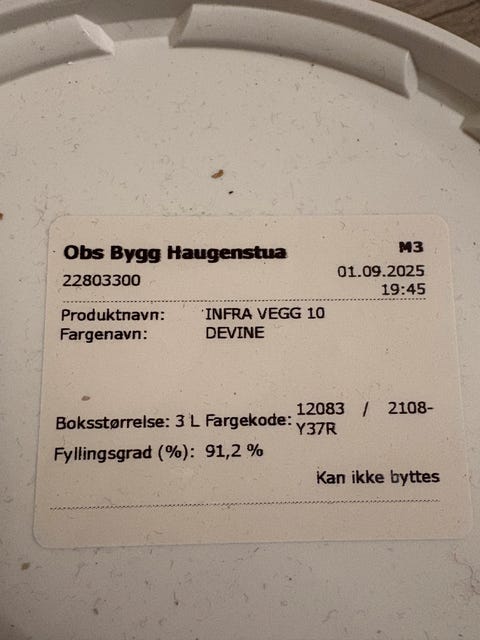 Obs Bygg Haugenstua M3
22803300 01.09.2025
19:45
Produktnavn: INFRA VEGG 10
Fargenavn: DEVINE
Boksstørrelse: 3 L Fargekode: 12083 / 2108-
Y37R
Fyllingsgrad (%): 91,2 %
Kan ikke byttes